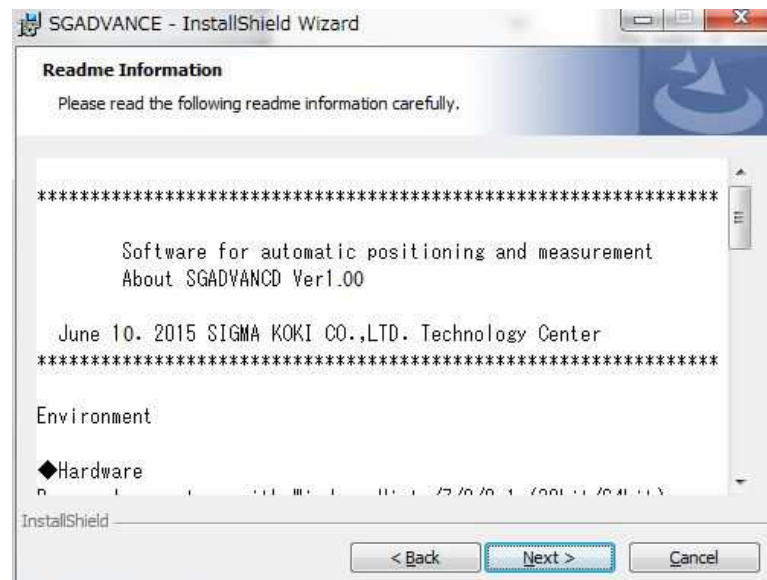 SGADVANCE - InstallShield Wizard
Readme Information
Please read the following readme information carefully.
********************************************************************
Software for automatic positioning and measurement
About SGADVANCD Ver1.00
June 10. 2015 SIGMA KOKI CO.,LTD. Technology Center
********************************************************************
Environment
◆Hardware
InstallShield
< Back
Next >
Cancel